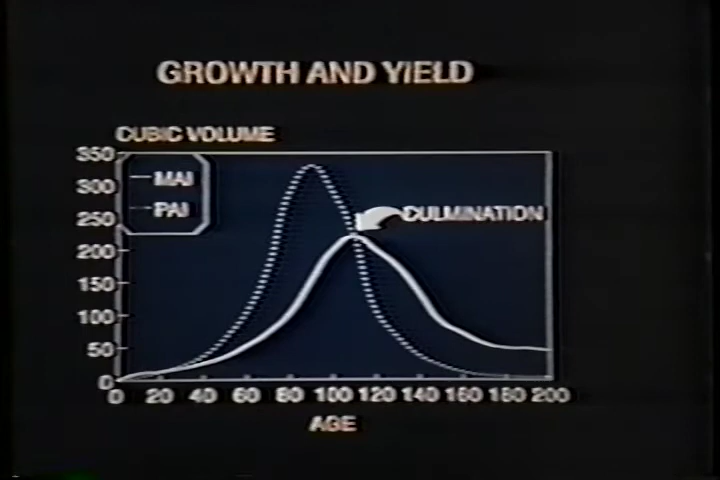 GROWTH AND YIELD
CUBIC VOLUME
350
300
250
200
150
100
50
0
MAI
PAI
CULMINATION
0 20 40 60 80 100 120 140 160 180 200
AGE